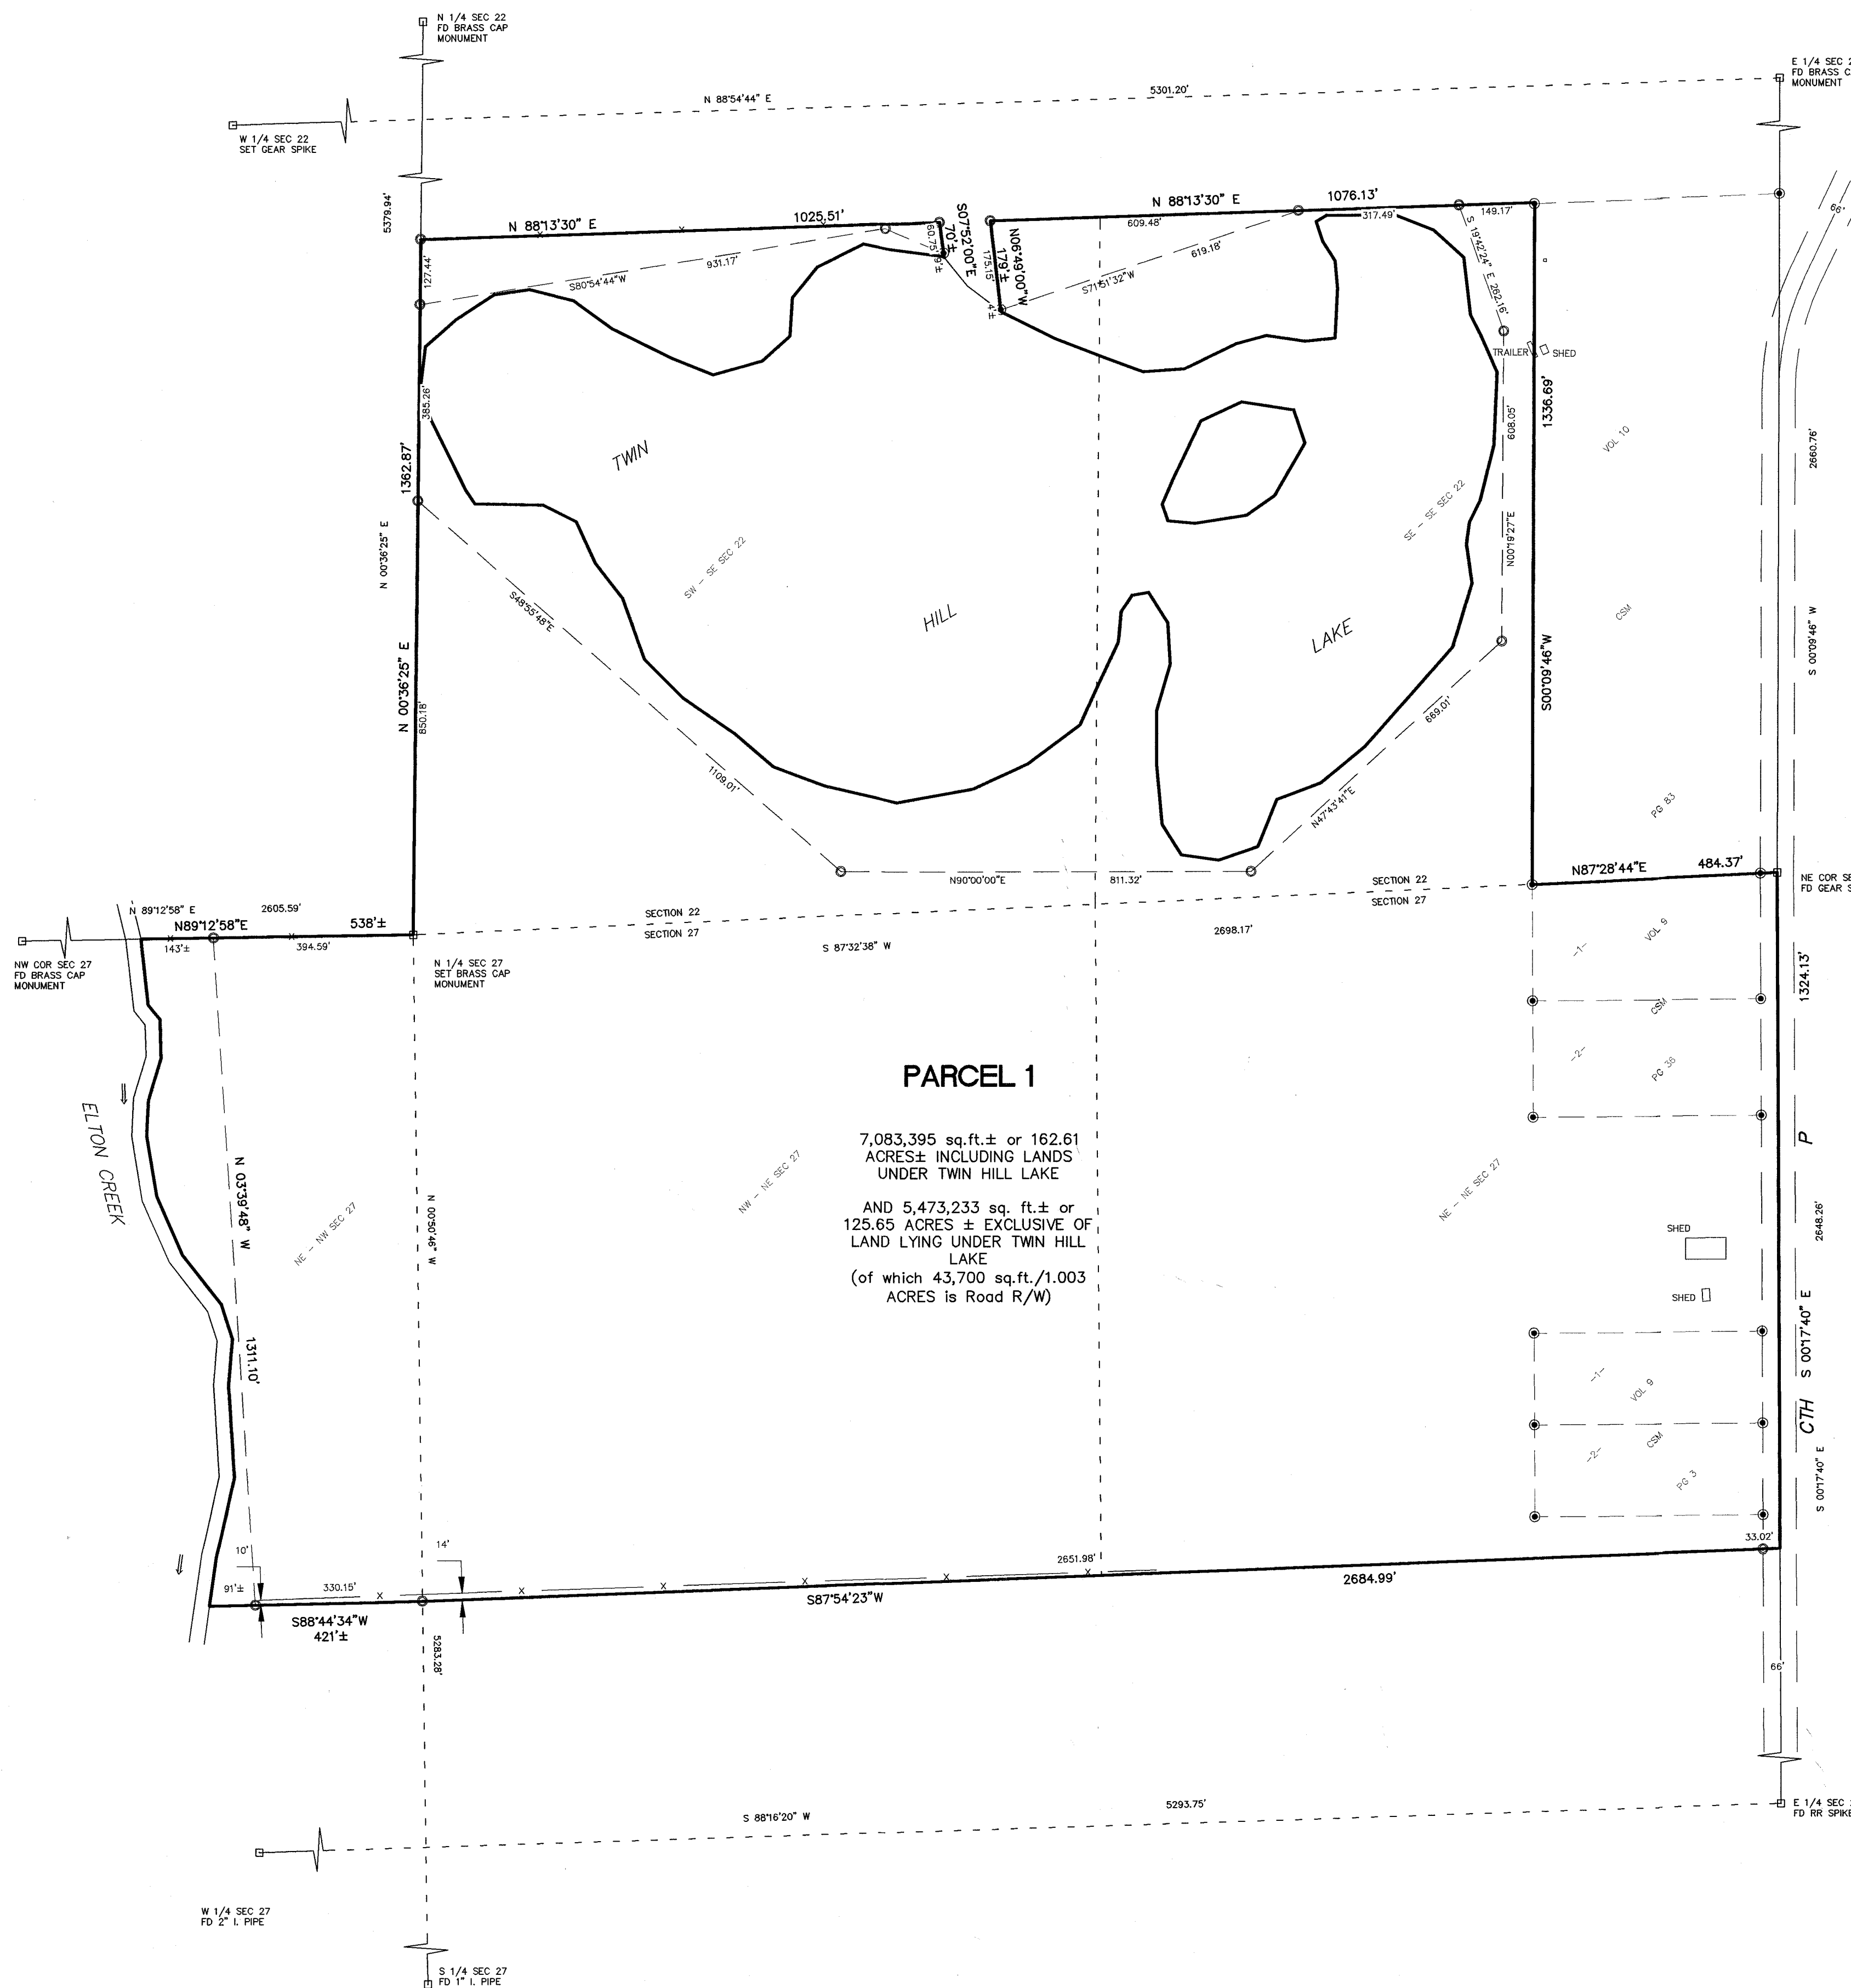 N 1/4 SEC 22
FD BRASS CAP
MONUMENT
E 1/4 SEC
FD BRASS
MONUMENT
N 88°54'44" E
5301.20'
W 1/4 SEC 22
SET GEAR SPIKE
5379.94'
N 88°13'30" E
1025.51'
S07°52'00"E
70'±
60.75'
9'±
N 88°13'30" E
1076.13'
609.48'
317.49'
149.17'
66'
N06°49'00"W
179'±
175.15'
4'±
127.44'
S80°54'44"W
931.17'
S71°51'32"W
619.18'
S 19°42'24" E 262.16'
TRAILER
SHED
385.26'
1362.87'
N 00°36'25" E
N 00°36'25" E
850.18'
TWIN
HILL
LAKE
SW - SE SEC 22
SE - SE SEC 22
608.05'
N00°19'27"E
1336.69'
S00°09'46"W
VOL 10
CSM
PG 83
2660.76'
S 00°09'46" W
S48°55'48"E
1109.01'
N90°00'00"E
811.32'
N47°43'41"E
669.01'
N87°28'44"E
484.37'
NE COR
FD GEAR
SECTION 22
SECTION 27
SECTION 22
SECTION 27
S 87°32'38" W
2698.17'
N 89°12'58" E
2605.59'
N89°12'58"E
538'±
143'±
394.59'
NW COR SEC 27
FD BRASS CAP
MONUMENT
N 1/4 SEC 27
SET BRASS CAP
MONUMENT
-1-
VOL 9
CSM
-2-
PG 36
1324.13'
PARCEL 1
7,083,395 sq.ft.± or 162.61
ACRES± INCLUDING LANDS
UNDER TWIN HILL LAKE
AND 5,473,233 sq. ft.± or
125.65 ACRES ± EXCLUSIVE OF
LAND LYING UNDER TWIN HILL
LAKE
(of which 43,700 sq.ft./1.003
ACRES is Road R/W)
ELTON CREEK
N 03°39'48" W
1311.10'
NE - NW SEC 27
N 00°50'46" W
NW - NE SEC 27
NE - NE SEC 27
SHED
SHED
P
2648.26'
S 00°17'40" E
CTH
S 00°17'40" E
-1-
VOL 9
-2-
CSM
PG 3
33.02'
10'
14'
91'±
330.15'
S88°44'34"W
421'±
2651.98'
S87°54'23"W
2684.99'
5283.28'
66'
S 88°16'20" W
5293.75'
E 1/4 SEC
FD RR SPIKE
W 1/4 SEC 27
FD 2" I. PIPE
S 1/4 SEC 27
FD 1" I. PIPE